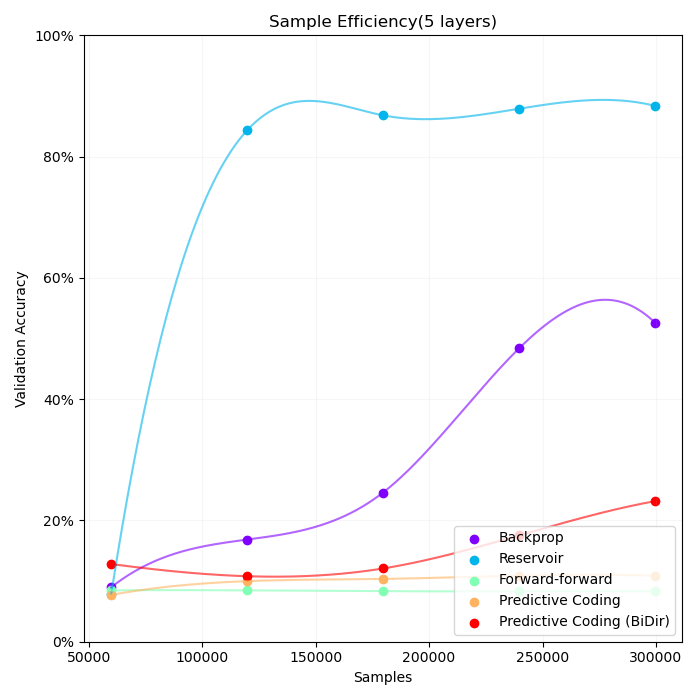 Sample Efficiency(5 layers)
100%
80%
60%
40%
20%
0%
Validation Accuracy
50000
100000
150000
200000
250000
300000
Samples
Backprop
Reservoir
Forward-forward
Predictive Coding
Predictive Coding (BiDir)